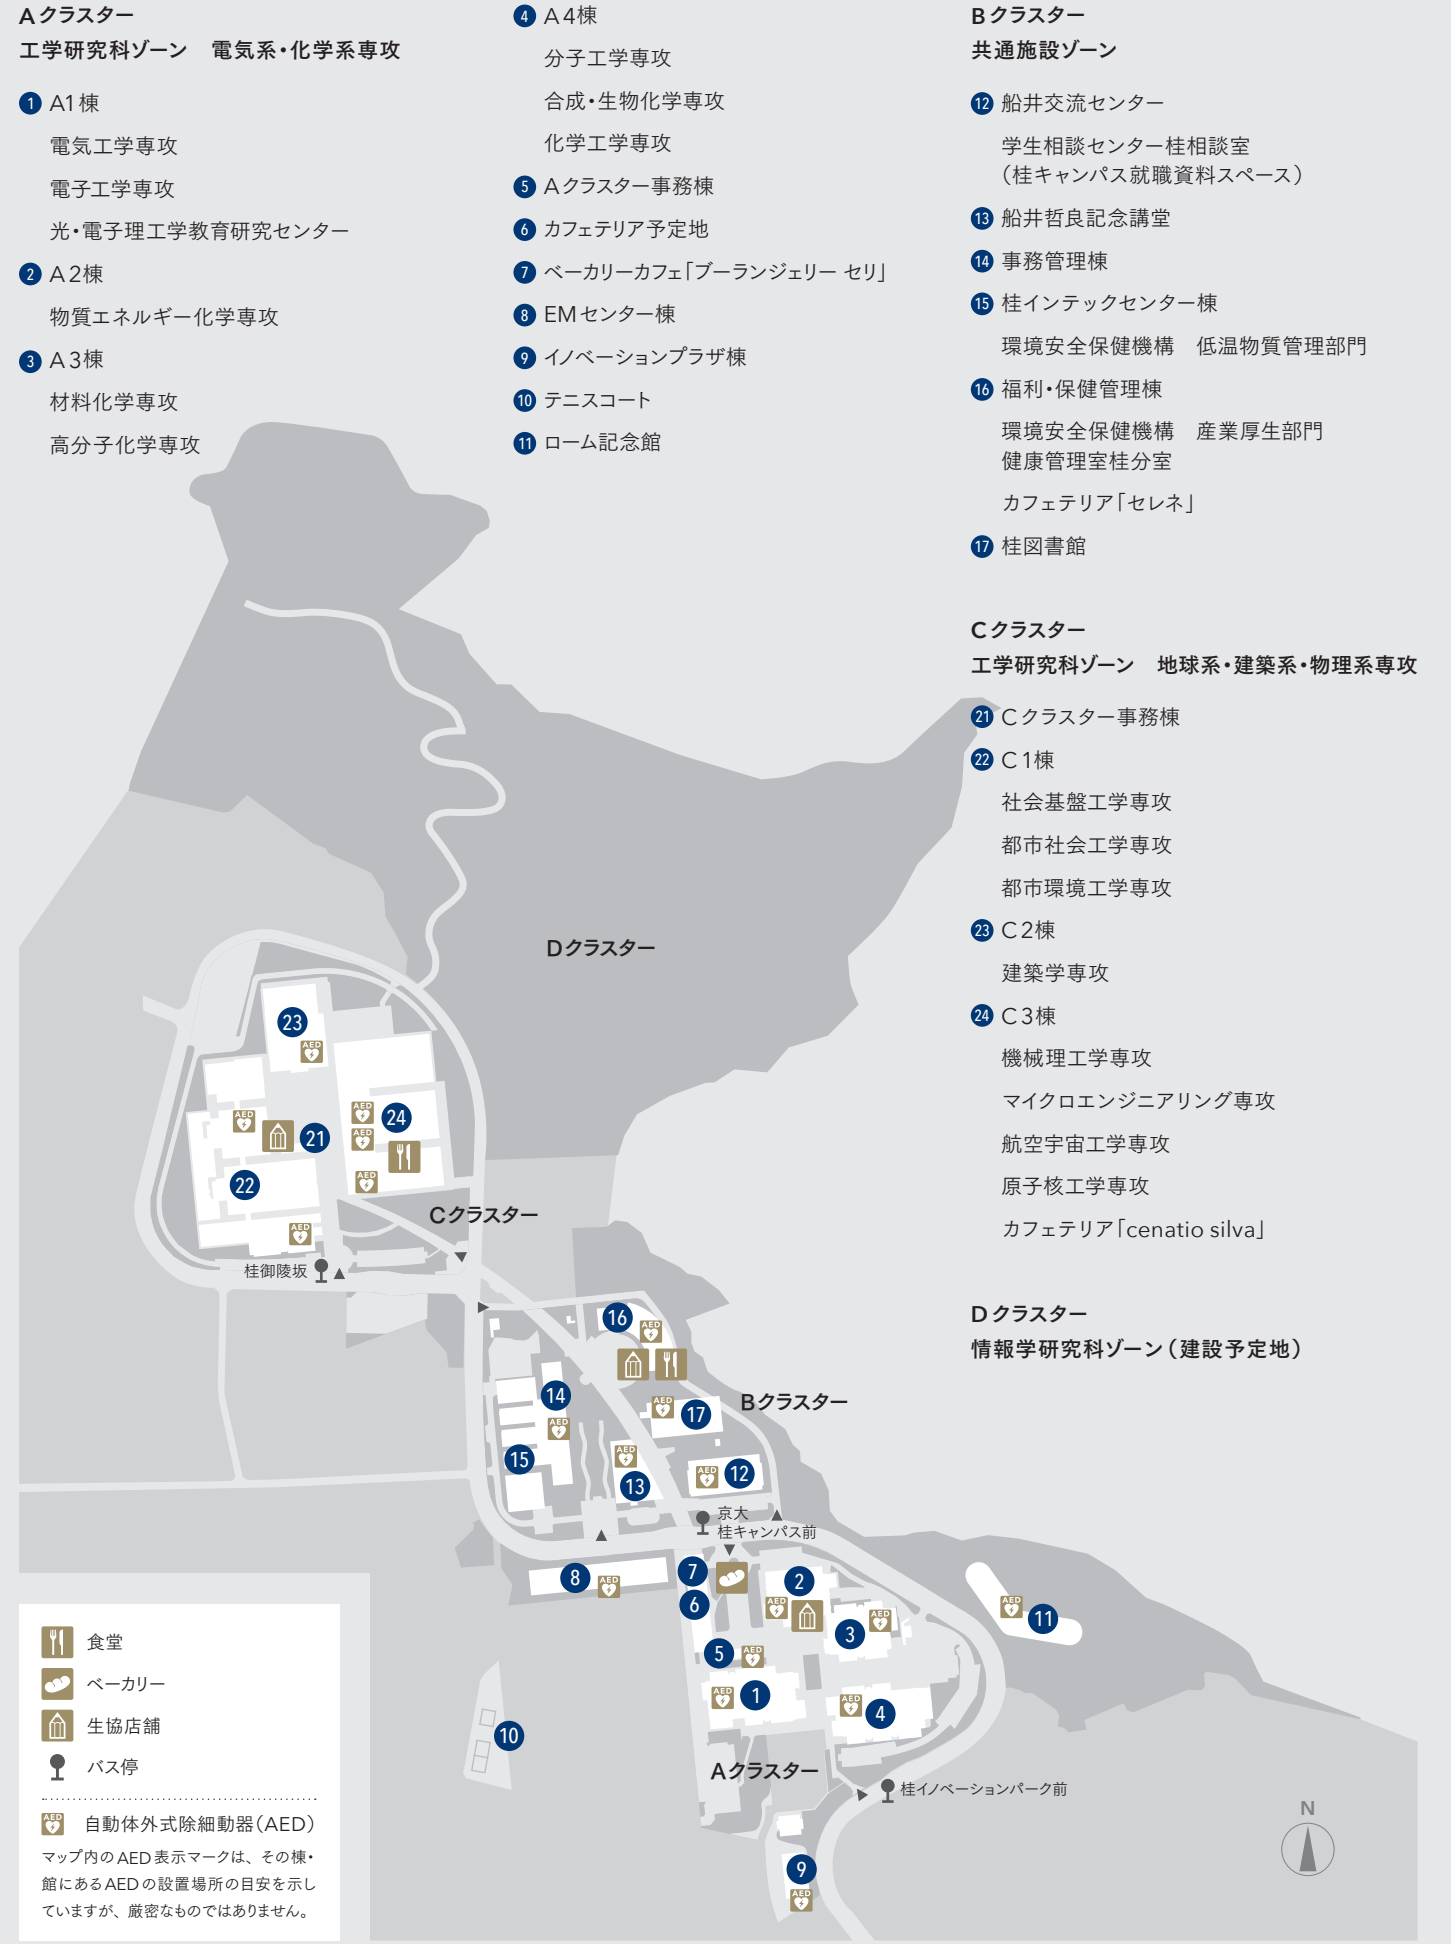 Aクラスター
工学研究科ゾーン　電気系・化学系専攻
1 A1棟
電気工学専攻
電子工学専攻
光・電子理工学教育研究センター
2 A2棟
物質エネルギー化学専攻
3 A3棟
材料化学専攻
高分子化学専攻
4 A4棟
分子工学専攻
合成・生物化学専攻
化学工学専攻
5 Aクラスター事務棟
6 カフェテリア予定地
7 ベーカリーカフェ「ブーランジェリー セリ」
8 EMセンター棟
9 イノベーションプラザ棟
10 テニスコート
11 ローム記念館
Bクラスター
共通施設ゾーン
12 船井交流センター
学生相談センター桂相談室
（桂キャンパス就職資料スペース）
13 船井哲良記念講堂
14 事務管理棟
15 桂インテックセンター棟
環境安全保健機構　低温物質管理部門
16 福利・保健管理棟
環境安全保健機構　産業厚生部門
健康管理室桂分室
カフェテリア「セレネ」
17 桂図書館
Cクラスター
工学研究科ゾーン　地球系・建築系・物理系専攻
21 Cクラスター事務棟
22 C1棟
社会基盤工学専攻
都市社会工学専攻
都市環境工学専攻
23 C2棟
建築学専攻
24 C3棟
機械理工学専攻
マイクロエンジニアリング専攻
航空宇宙工学専攻
原子核工学専攻
カフェテリア「cenatio silva」
Dクラスター
情報学研究科ゾーン（建設予定地）
Dクラスター
23
AED
AED
21
AED
24
AED
22
AED
AED
Cクラスター
桂御陵坂
16
AED
14
AED
AED
17
Bクラスター
15
AED
13
AED
12
京大
桂キャンパス前
8
AED
7
6
2
AED
3
AED
5
AED
AED
1
AED
4
AED
11
10
Aクラスター
桂イノベーションパーク前
9
AED
N
食堂
ベーカリー
生協店舗
バス停
AED 自動体外式除細動器（AED）
マップ内のAED表示マークは、その棟・
館にあるAEDの設置場所の目安を示し
ていますが、厳密なものではありません。